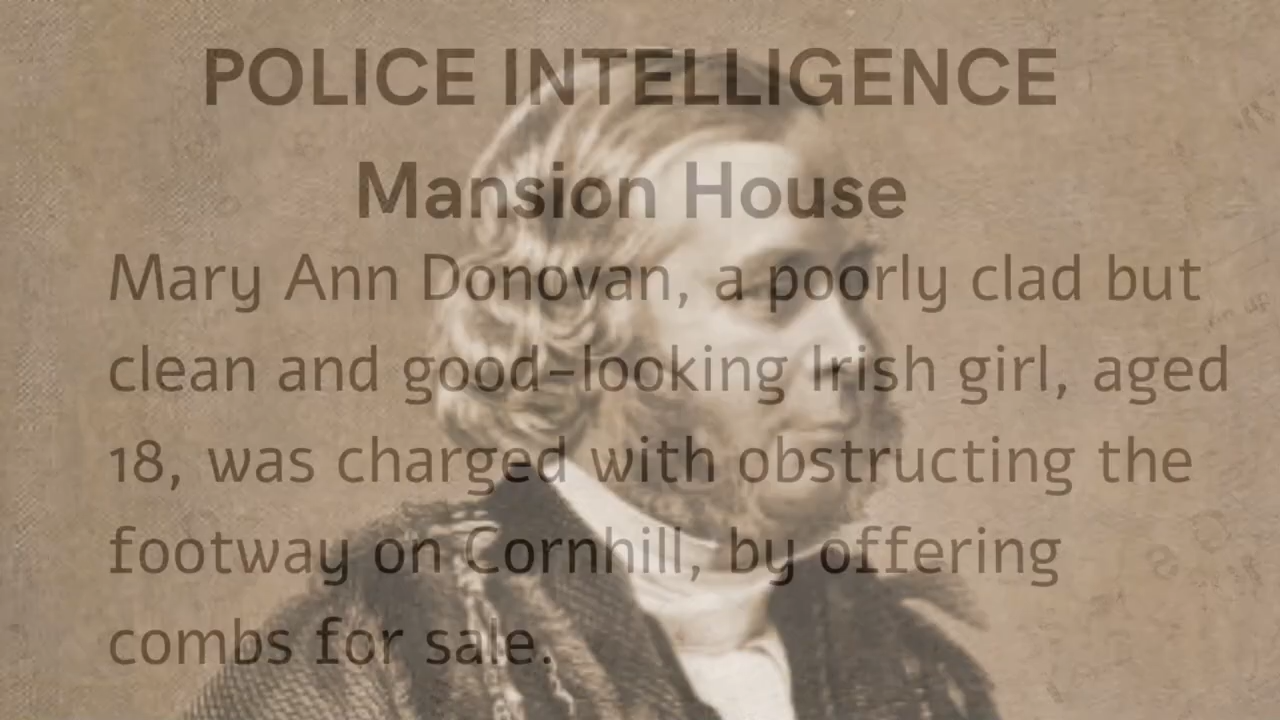 POLICE INTELLIGENCE
Mansion House
Mary Ann Donovan, a poorly clad but
clean and good-looking Irish girl, aged
18, was charged with obstructing the
footway on Cornhill, by offering
combs for sale.